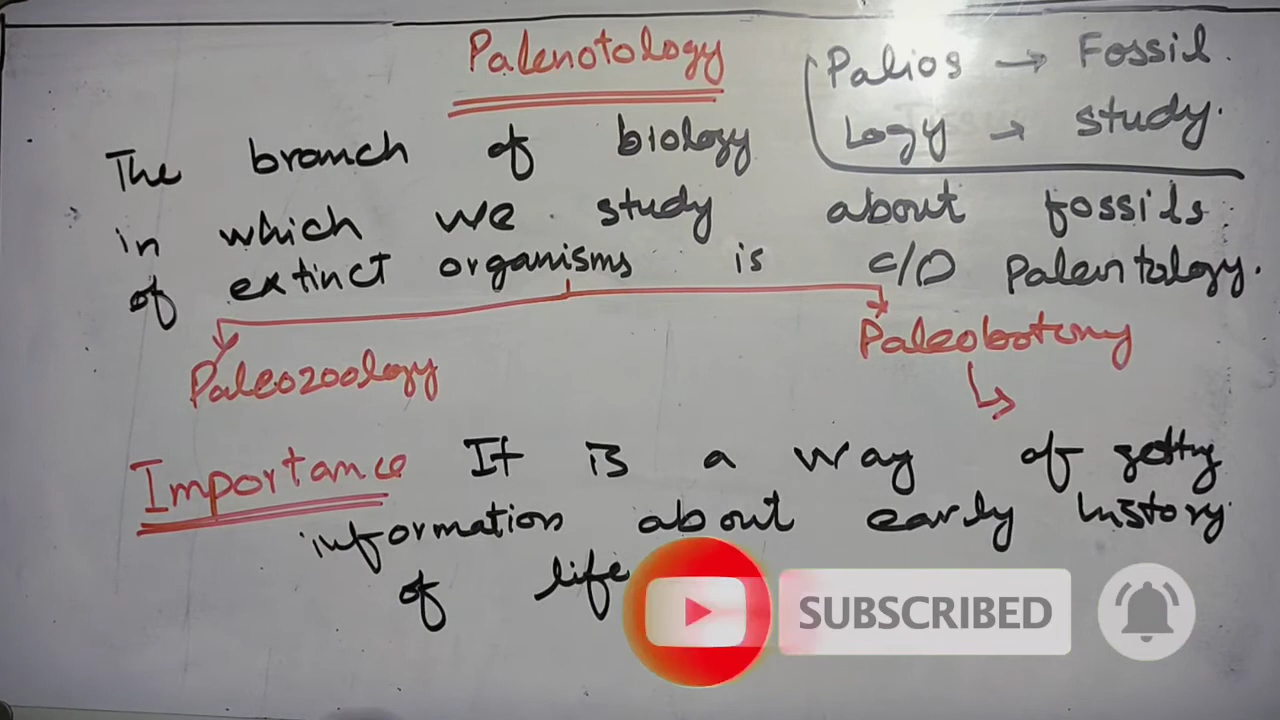 Palenotology
Palios → Fossil.
Logy → study.
The branch of biology
in which we study about fossils
of extinct organisms is c/D Palentology.
Paleozoology
Paleobotany
Importance It is a way of getting
information about early history
of life
SUBSCRIBED